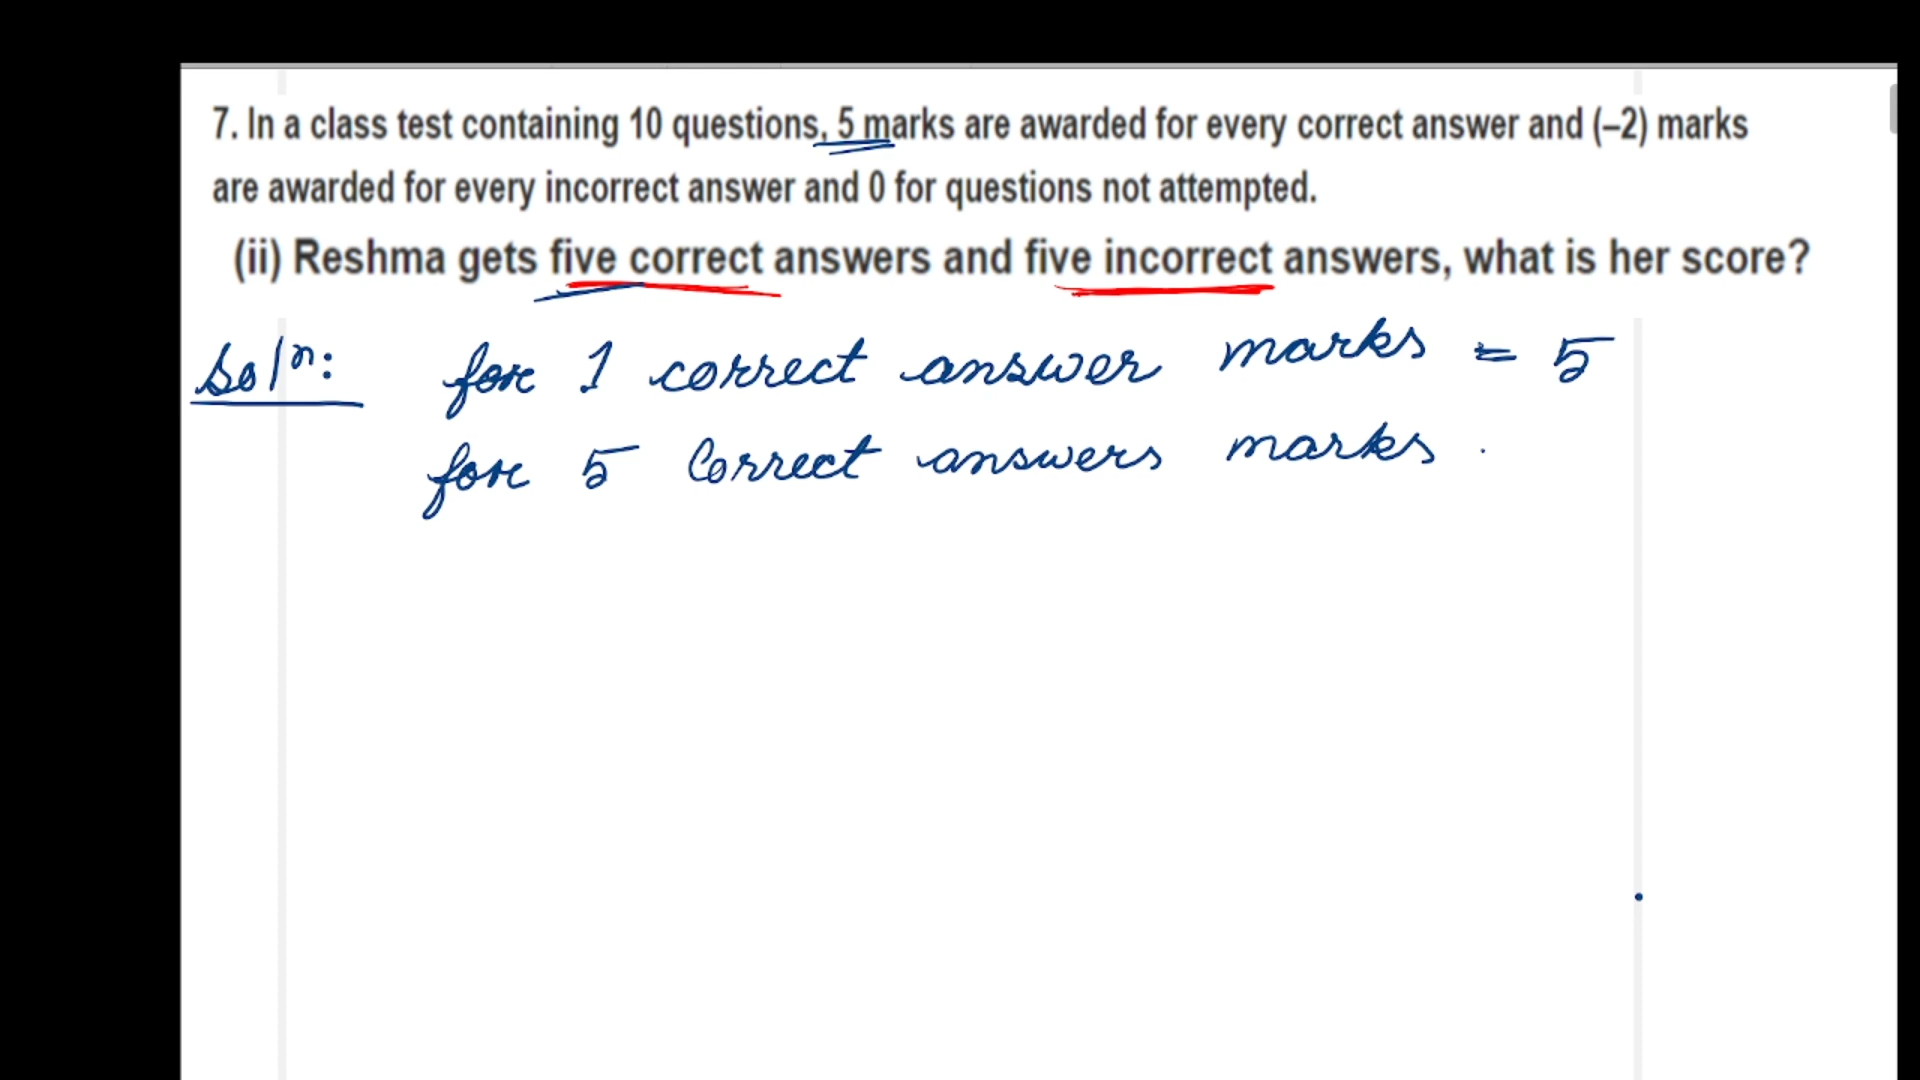 7. In a class test containing 10 questions, 5 marks are awarded for every correct answer and (–2) marks
are awarded for every incorrect answer and 0 for questions not attempted.
(ii) Reshma gets five correct answers and five incorrect answers, what is her score?
Soln: for 1 correct answer marks = 5
for 5 Correct answers marks